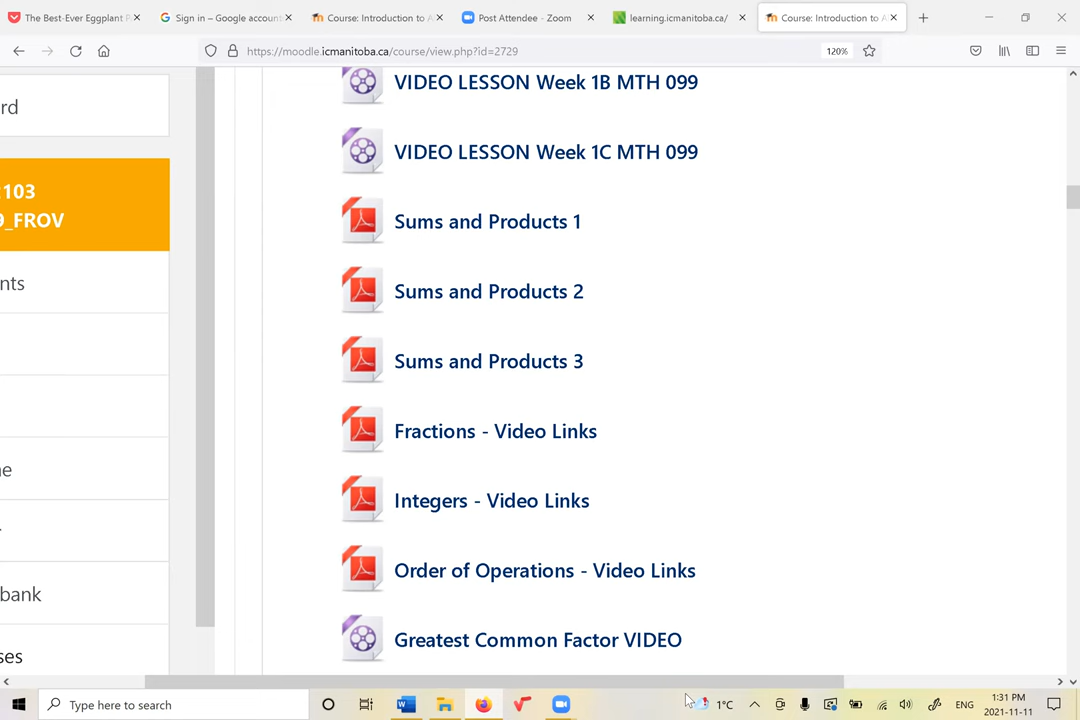 The Best-Ever Eggplant P
Sign in – Google account
Course: Introduction to A
Post Attendee - Zoom
learning.icmanitoba.ca/
Course: Introduction to A
https://moodle.icmanitoba.ca/course/view.php?id=2729
120%
rd
103
9_FROV
nts
ne
bank
ses
VIDEO LESSON Week 1B MTH 099
VIDEO LESSON Week 1C MTH 099
Sums and Products 1
Sums and Products 2
Sums and Products 3
Fractions - Video Links
Integers - Video Links
Order of Operations - Video Links
Greatest Common Factor VIDEO
Type here to search
1°C
ENG
1:31 PM
2021-11-11